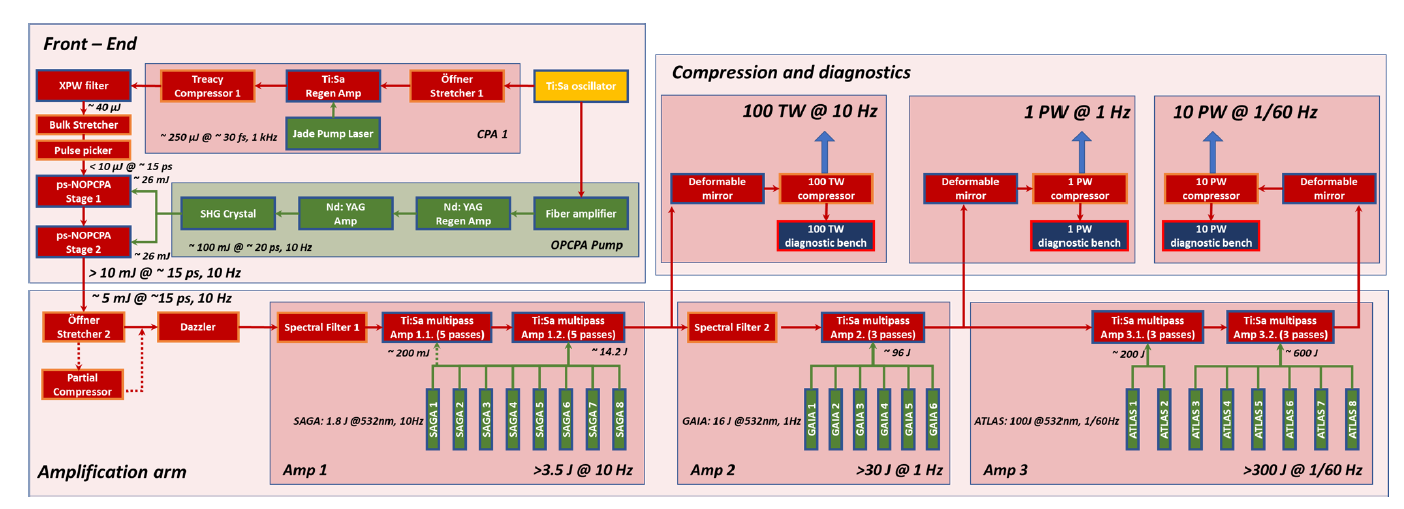 Front – End
XPW filter
Treacy
Compressor 1
Ti:Sa
Regen Amp
Öffner
Stretcher 1
Ti:Sa oscillator
~ 40 µJ
Bulk Stretcher
Jade Pump Laser
~ 250 µJ @ ~ 30 fs, 1 kHz
CPA 1
Pulse picker
< 10 µJ @ ~ 15 ps
~ 26 mJ
ps-NOPCPA
Stage 1
SHG Crystal
Nd: YAG
Amp
Nd: YAG
Regen Amp
Fiber amplifier
ps-NOPCPA
Stage 2
~ 100 mJ @ ~ 20 ps, 10 Hz
OPCPA Pump
~ 26 mJ
> 10 mJ @ ~ 15 ps, 10 Hz
Compression and diagnostics
100 TW @ 10 Hz
Deformable
mirror
100 TW
compressor
100 TW
diagnostic bench
1 PW @ 1 Hz
Deformable
mirror
1 PW
compressor
1 PW
diagnostic bench
10 PW @ 1/60 Hz
10 PW
compressor
Deformable
mirror
10 PW
diagnostic bench
~ 5 mJ @ ~15 ps, 10 Hz
Öffner
Stretcher 2
Dazzler
Partial
Compressor
Spectral Filter 1
Ti:Sa multipass
Amp 1.1. (5 passes)
Ti:Sa multipass
Amp 1.2. (5 passes)
~ 200 mJ
~ 14.2 J
SAGA: 1.8 J @532nm, 10Hz
SAGA 1
SAGA 2
SAGA 3
SAGA 4
SAGA 5
SAGA 6
SAGA 7
SAGA 8
Amp 1
>3.5 J @ 10 Hz
Spectral Filter 2
Ti:Sa multipass
Amp 2. (3 passes)
~ 96 J
GAIA: 16 J @532nm, 1Hz
GAIA 1
GAIA 2
GAIA 3
GAIA 4
GAIA 5
GAIA 6
Amp 2
>30 J @ 1 Hz
Ti:Sa multipass
Amp 3.1. (3 passes)
Ti:Sa multipass
Amp 3.2. (3 passes)
~ 200 J
~ 600 J
ATLAS: 100J @532nm, 1/60Hz
ATLAS 1
ATLAS 2
ATLAS 3
ATLAS 4
ATLAS 5
ATLAS 6
ATLAS 7
ATLAS 8
Amp 3
>300 J @ 1/60 Hz
Amplification arm